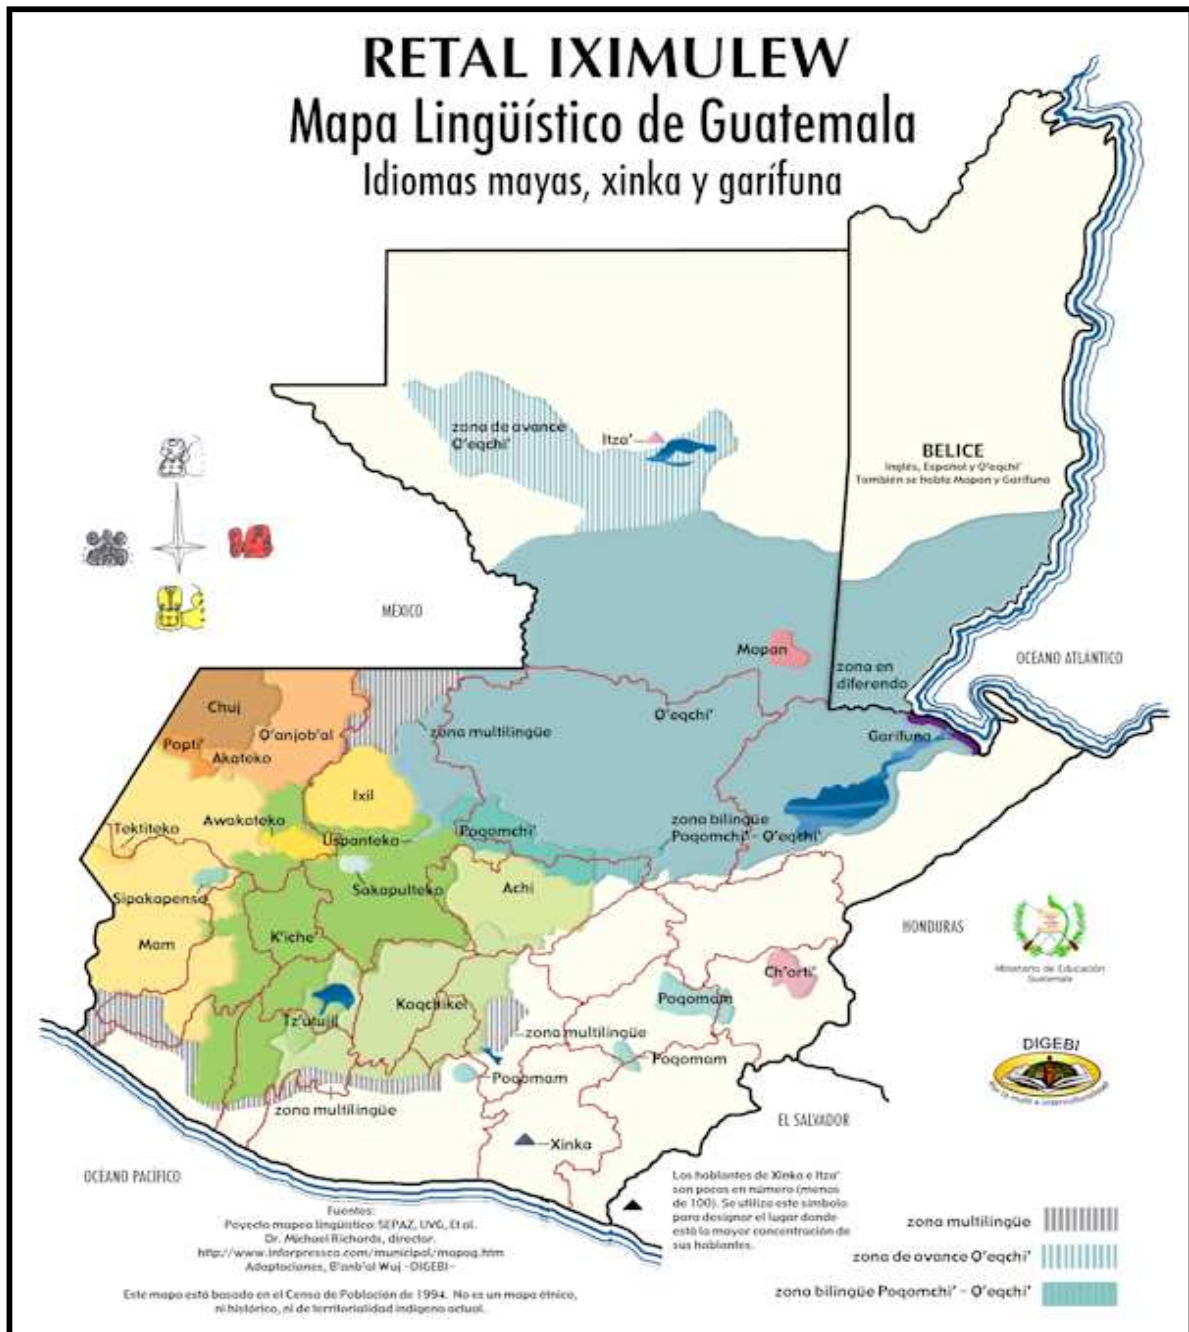 RETAL IXIMULEW
Mapa Lingüístico de Guatemala
Idiomas mayas, xinka y garífuna
zona de avance
Q'eqchi'
Itza'
BELICE
Inglés, Español y Q'eqchi'
También se habla Mopan y Garífuna
MÉXICO
Mopan
zona en
diferendo
OCÉANO ATLÁNTICO
Chuj
Q'eqchi'
Q'anjob'al
zona multilingüe
Garífuna
Popti'
Akateko
Ixil
Awakateko
Tektiteko
Uspanteko
Poqomchi'
zona bilingüe
Poqomchi' - Q'eqchi'
Sipakapense
Sakapulteko
Achi
Mam
K'iche'
HONDURAS
Ministerio de Educación
Guatemala
Ch'orti'
Tz'utujil
Kaqchikel
Poqomam
zona multilingüe
Poqomam
DIGEBI
Poqomam
zona multilingüe
EL SALVADOR
Xinka
OCÉANO PACÍFICO
Los hablantes de Xinka e Itza'
son pocos en número (menos
de 100). Se utiliza este símbolo
para designar el lugar donde
está la mayor concentración de
sus hablantes.
Fuentes:
Poyecto mapeo lingüístico: SEPAZ, UVG, Et al.
Dr. Michael Richards, director.
http://www.inforpressca.com/municipal/mapag.htm
Adaptaciones, B'anb'al Wuj -DIGEBI-
Este mapa está basado en el Censo de Población de 1994. No es un mapa étnico,
ni histórico, ni de territorialidad indígena actual.
zona multilingüe
zona de avance Q'eqchi'
zona bilingüe Poqomchi' - Q'eqchi'